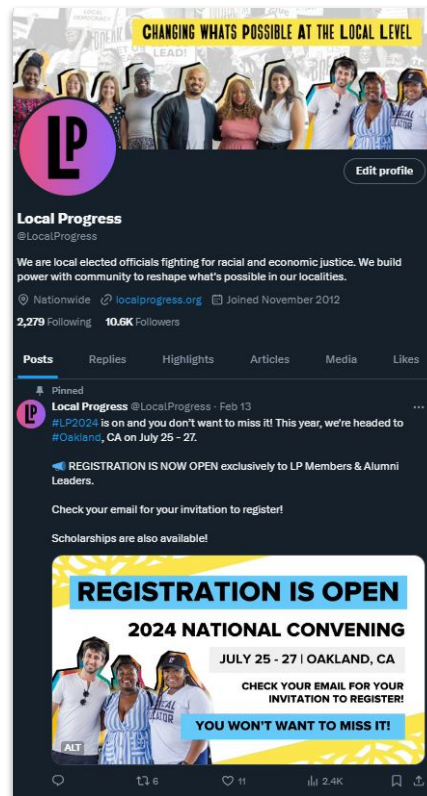 CHANGING WHATS POSSIBLE AT THE LOCAL LEVEL
LEAD!
LP
Edit profile
Local Progress
@LocalProgress
We are local elected officials fighting for racial and economic justice. We build
power with community to reshape what's possible in our localities.
Nationwide localprogress.org Joined November 2012
2,279 Following 10.6K Followers
Posts Replies Highlights Articles Media Likes
Pinned
LP
Local Progress @LocalProgress · Feb 13
#LP2024 is on and you don't want to miss it! This year, we're headed to
#Oakland, CA on July 25 - 27.
REGISTRATION IS NOW OPEN exclusively to LP Members & Alumni
Leaders.
Check your email for your invitation to register!
Scholarships are also available!
REGISTRATION IS OPEN
2024 NATIONAL CONVENING
JULY 25 - 27 | OAKLAND, CA
CHECK YOUR EMAIL FOR YOUR
INVITATION TO REGISTER!
YOU WON'T WANT TO MISS IT!
ALT
6 11 2.4K